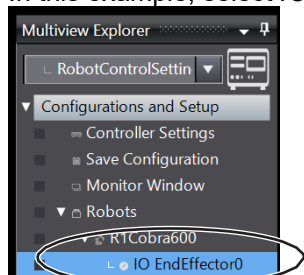 Multiview Explorer
RobotControlSettin
Configurations and Setup
Controller Settings
Save Configuration
Monitor Window
Robots
R1Cobra600
IO EndEffector0